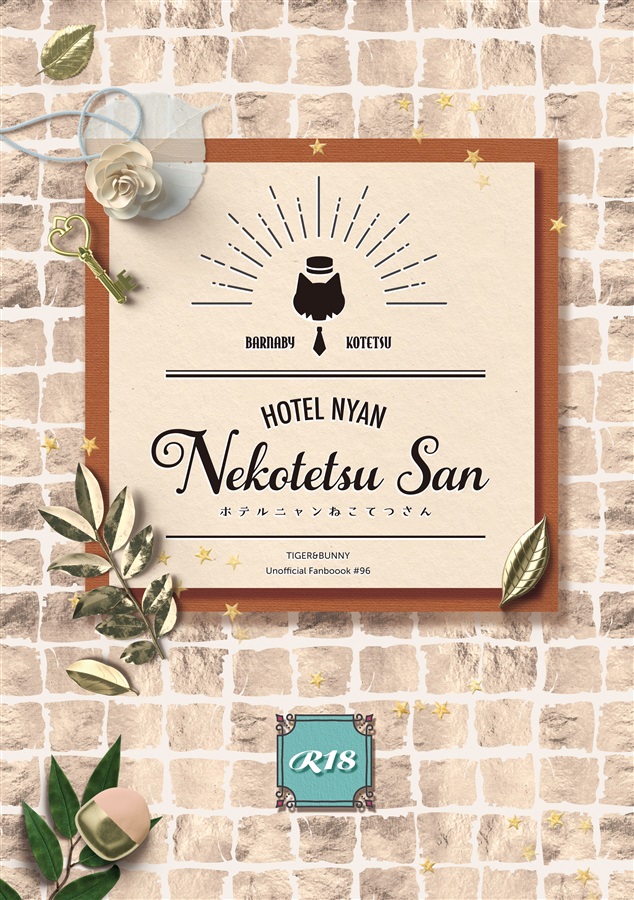 BARNABY KOTETSU
HOTEL NYAN
Nekotetsu San
ホテルニャンねこてつさん
TIGER&BUNNY
Unofficial Fanboook #96
R18